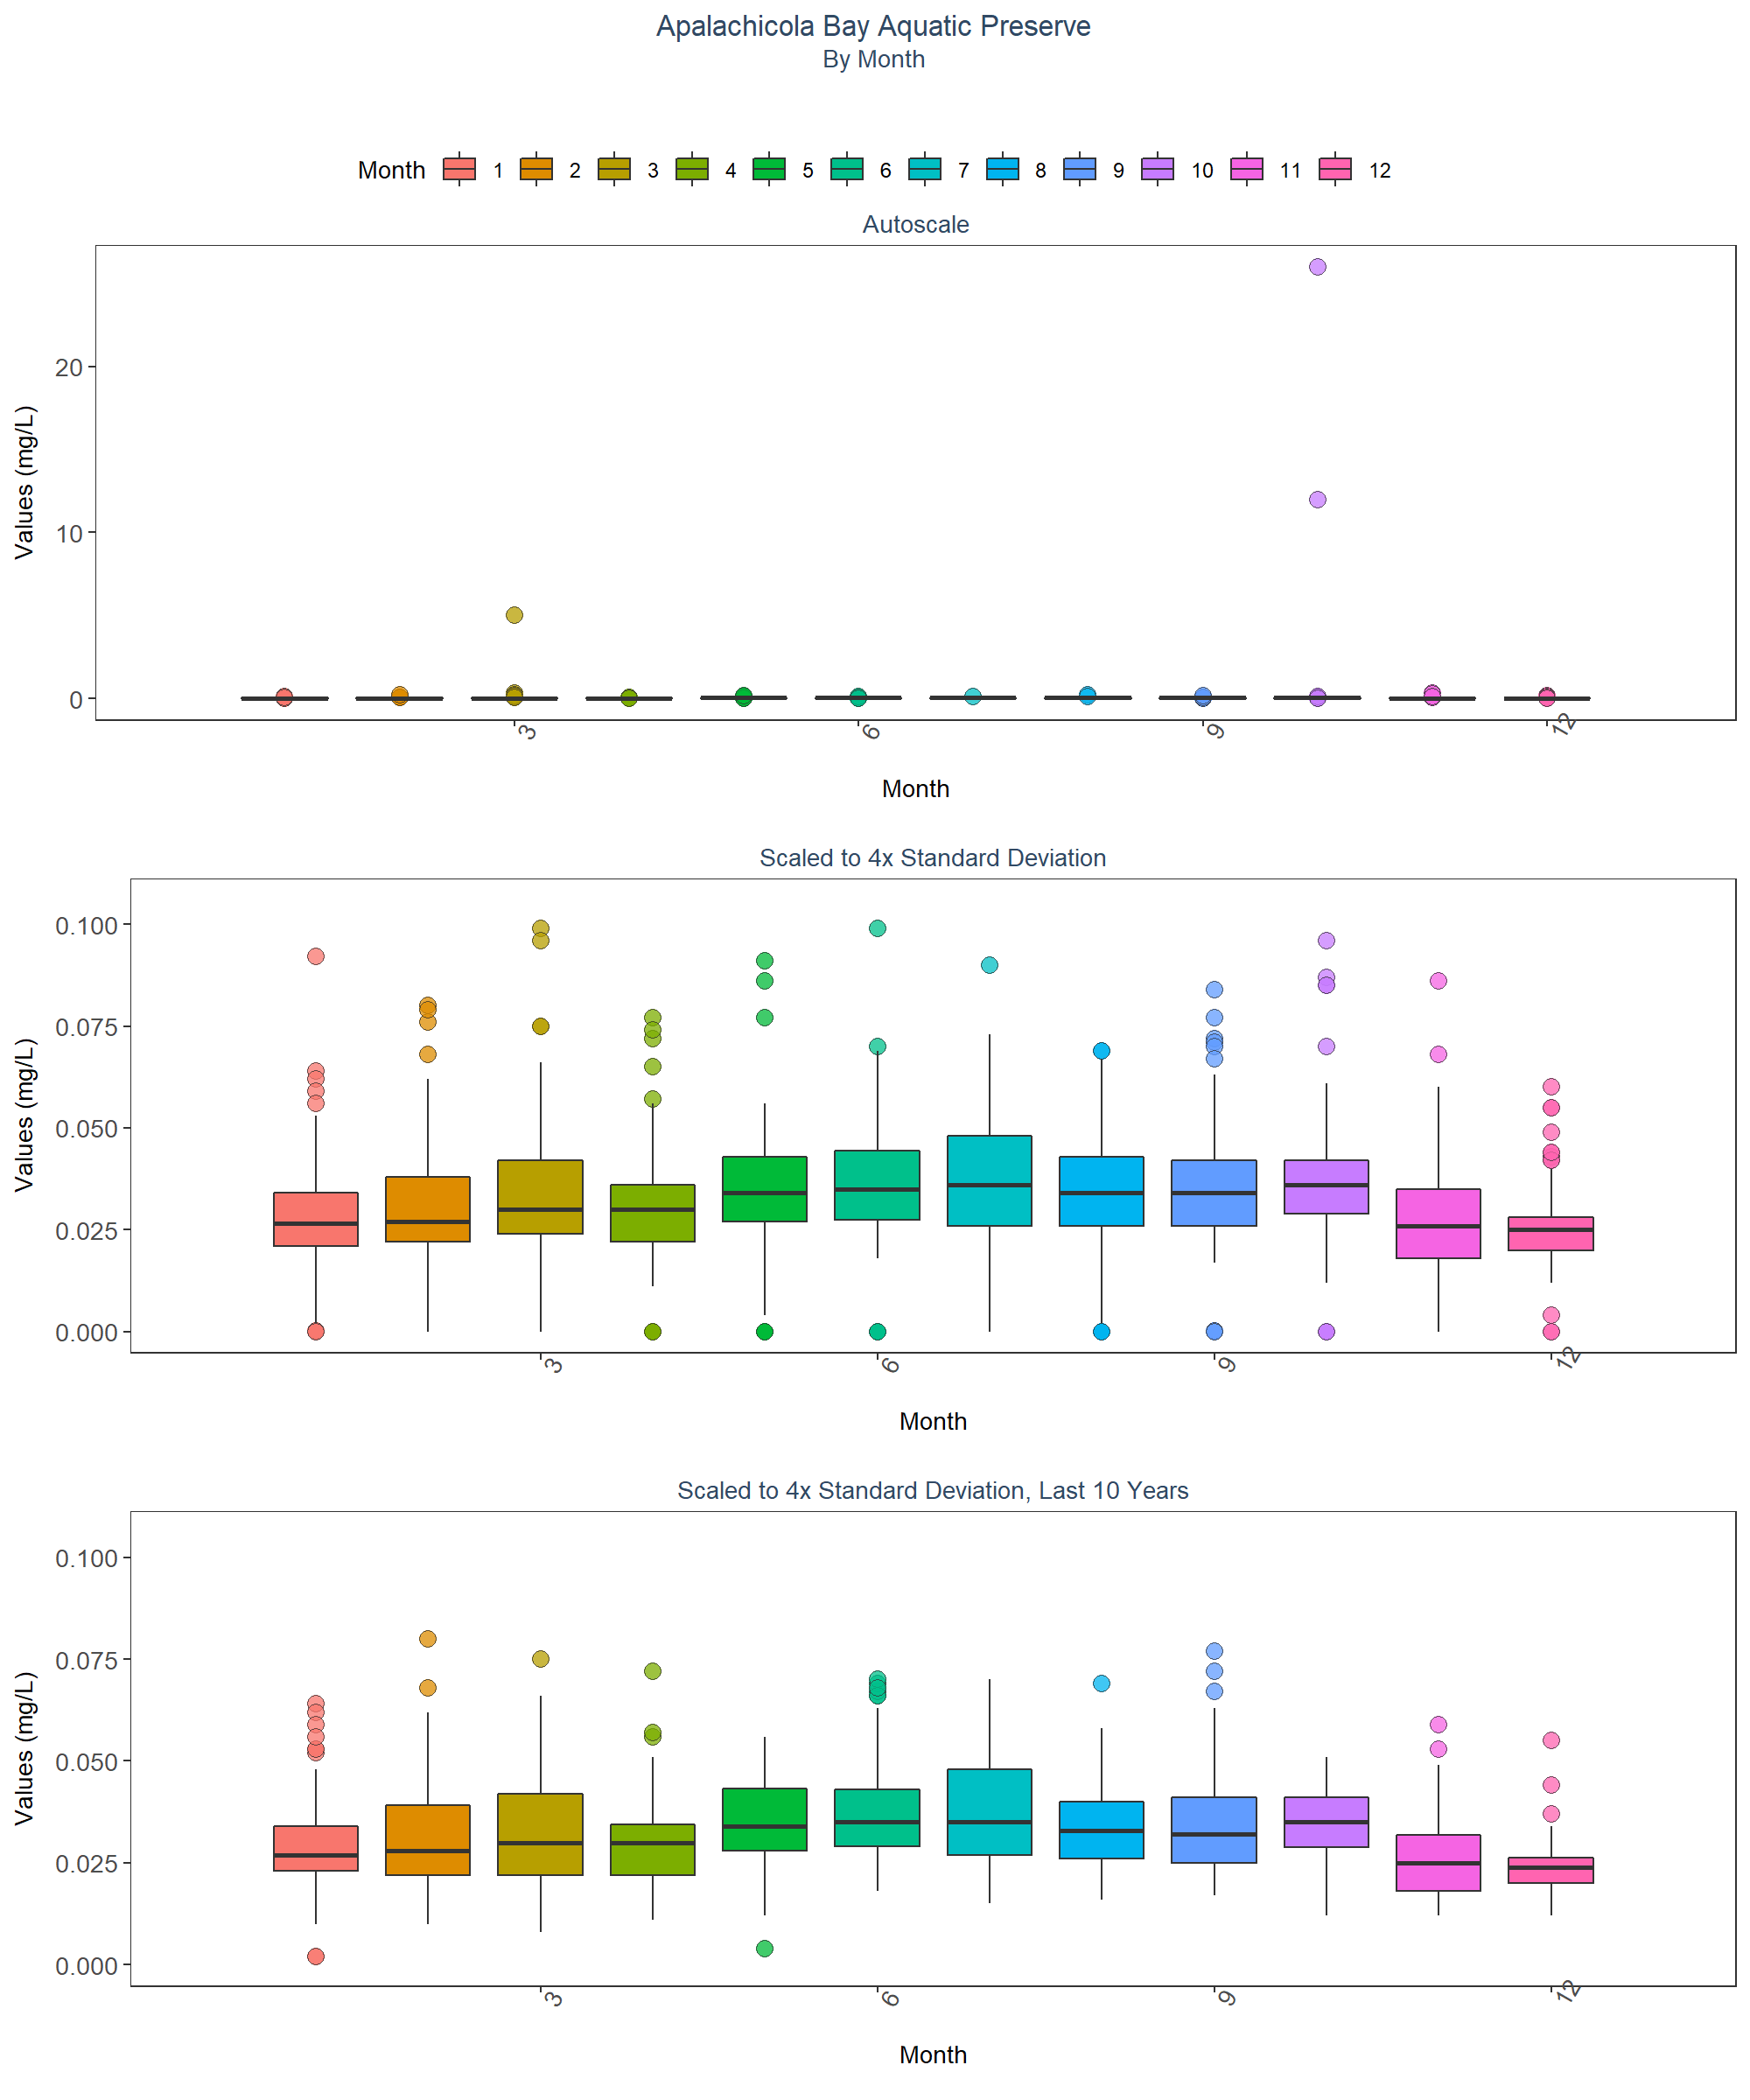 Apalachicola Bay Aquatic Preserve
By Month
Month 1 2 3 4 5 6 7 8 9 10 11 12
Autoscale
Values (mg/L)
20
10
0
3 6 9 12
Month
Scaled to 4x Standard Deviation
Values (mg/L)
0.100
0.075
0.050
0.025
0.000
3 6 9 12
Month
Scaled to 4x Standard Deviation, Last 10 Years
Values (mg/L)
0.100
0.075
0.050
0.025
0.000
3 6 9 12
Month